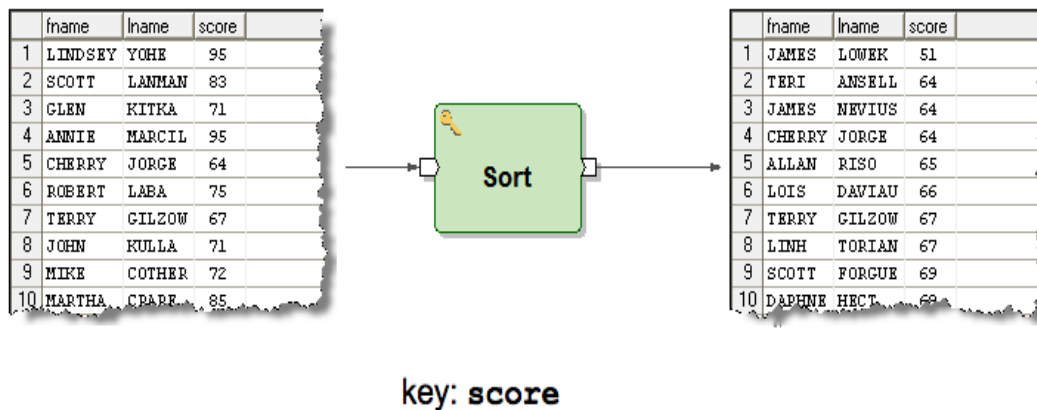 fname lname score
1 LINDSEY YOHE 95
2 SCOTT LANMAN 83
3 GLEN KITKA 71
4 ANNIE MARCIL 95
5 CHERRY JORGE 64
6 ROBERT LABA 75
7 TERRY GILZOW 67
8 JOHN KULLA 71
9 MIKE COTHER 72
10 MARTHA 85
Sort
fname lname score
1 JAMES LOWEK 51
2 TERI ANSELL 64
3 JAMES NEVIUS 64
4 CHERRY JORGE 64
5 ALLAN RISO 65
6 LOIS DAVIAU 66
7 TERRY GILZOW 67
8 LINH TORIAN 67
9 SCOTT FORGUE 69
10 DAPHNE HECT 69
key: score